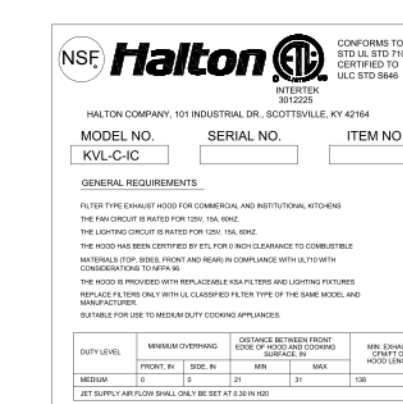 NSF
®
Halton
ETL
CONFORMS TO
STD UL STD 710
CERTIFIED TO
ULC STD S646
INTERTEK
3012225
HALTON COMPANY, 101 INDUSTRIAL DR., SCOTTSVILLE, KY 42164
MODEL NO. SERIAL NO. ITEM NO.
KVL-C-IC
GENERAL REQUIREMENTS
FILTER TYPE EXHAUST HOOD FOR COMMERCIAL AND INSTITUTIONAL KITCHENS
THE FAN CIRCUIT IS RATED FOR 125V, 15A, 60HZ.
THE LIGHTING CIRCUIT IS RATED FOR 125V, 15A, 60HZ.
THE HOOD HAS BEEN CERTIFIED BY ETL FOR 0 INCH CLEARANCE TO COMBUSTIBLE
MATERIALS (TOP, SIDES, FRONT AND REAR) IN COMPLIANCE WITH UL710 WITH
CONSIDERATIONS TO NFPA 96.
THE HOOD IS PROVIDED WITH REPLACEABLE KSA FILTERS AND LIGHTING FIXTURES
REPLACE FILTERS ONLY WITH UL CLASSIFIED FILTER TYPE OF THE SAME MODEL AND
MANUFACTURER.
SUITABLE FOR USE TO MEDIUM DUTY COOKING APPLIANCES.
DUTY LEVEL
MINIMUM OVERHANG
DISTANCE BETWEEN FRONT
EDGE OF HOOD AND COOKING
SURFACE, IN
MIN. EXHA
CFM/FT O
HOOD LEN
FRONT, IN SIDE, IN MIN MAX
MEDIUM 0 0 21 31 138
JET SUPPLY AIR FLOW SHALL ONLY BE SET AT 0.30 IN H20